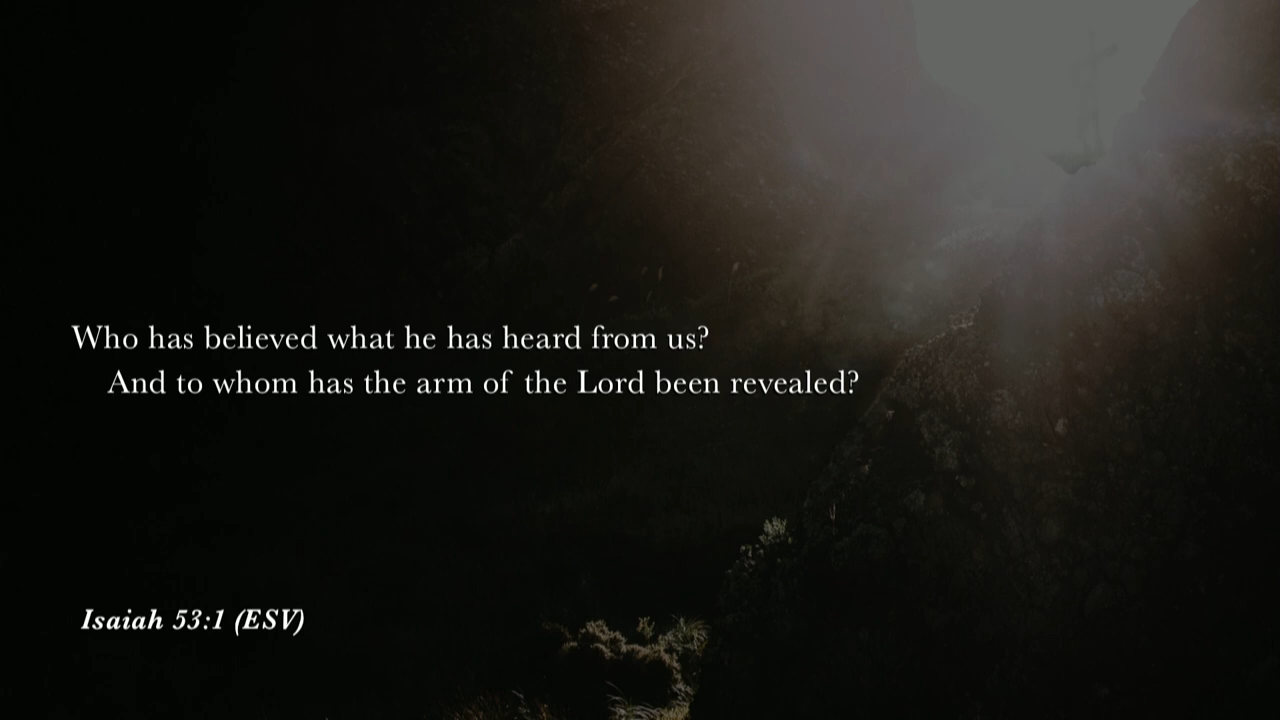 Who has believed what he has heard from us?
And to whom has the arm of the Lord been revealed?
Isaiah 53:1 (ESV)